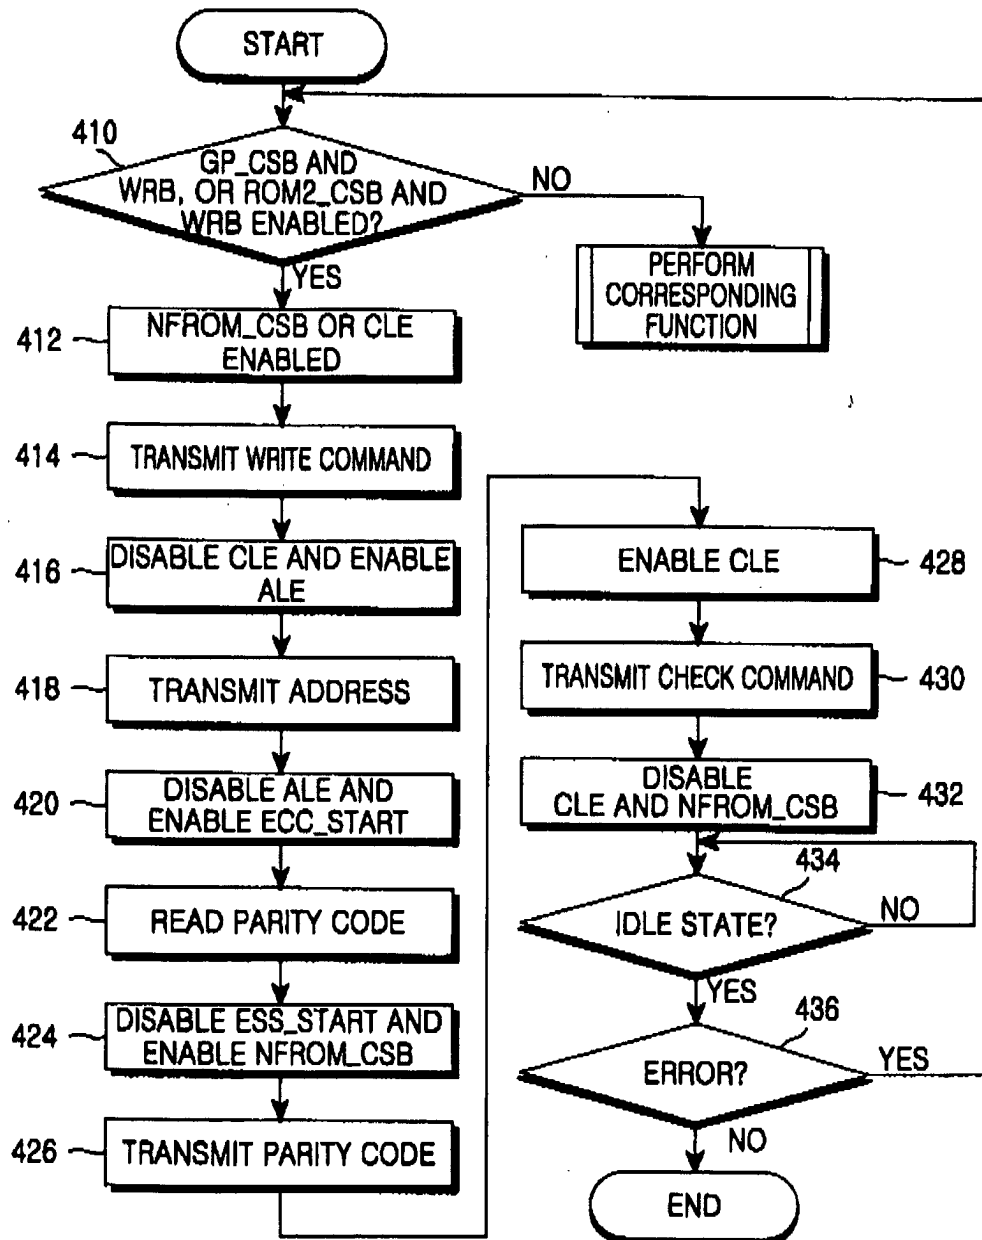 START
410
GP_CSB AND
WRB, OR ROM2_CSB AND
WRB ENABLED?
NO
YES
PERFORM
CORRESPONDING
FUNCTION
412
NFROM_CSB OR CLE
ENABLED
414
TRANSMIT WRITE COMMAND
416
DISABLE CLE AND ENABLE
ALE
418
TRANSMIT ADDRESS
420
DISABLE ALE AND
ENABLE ECC_START
422
READ PARITY CODE
424
DISABLE ESS_START AND
ENABLE NFROM_CSB
426
TRANSMIT PARITY CODE
ENABLE CLE
428
TRANSMIT CHECK COMMAND
430
DISABLE
CLE AND NFROM_CSB
432
434
IDLE STATE?
NO
YES
436
ERROR?
YES
NO
END